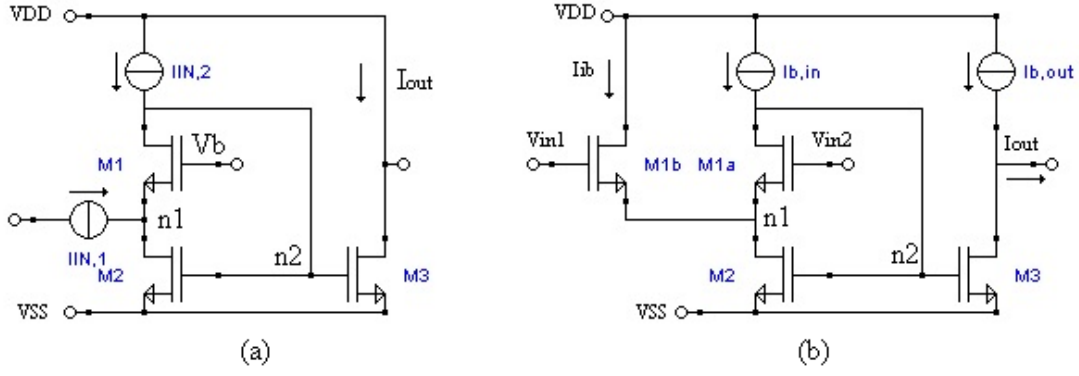 VDD
IIN,2
Iout
M1
Vb
n1
IIN,1
M2
n2
M3
VSS
(a)
VDD
Iib
Ib,in
Ib,out
Vin1
M1b
M1a
Vin2
Iout
n1
M2
n2
M3
VSS
(b)